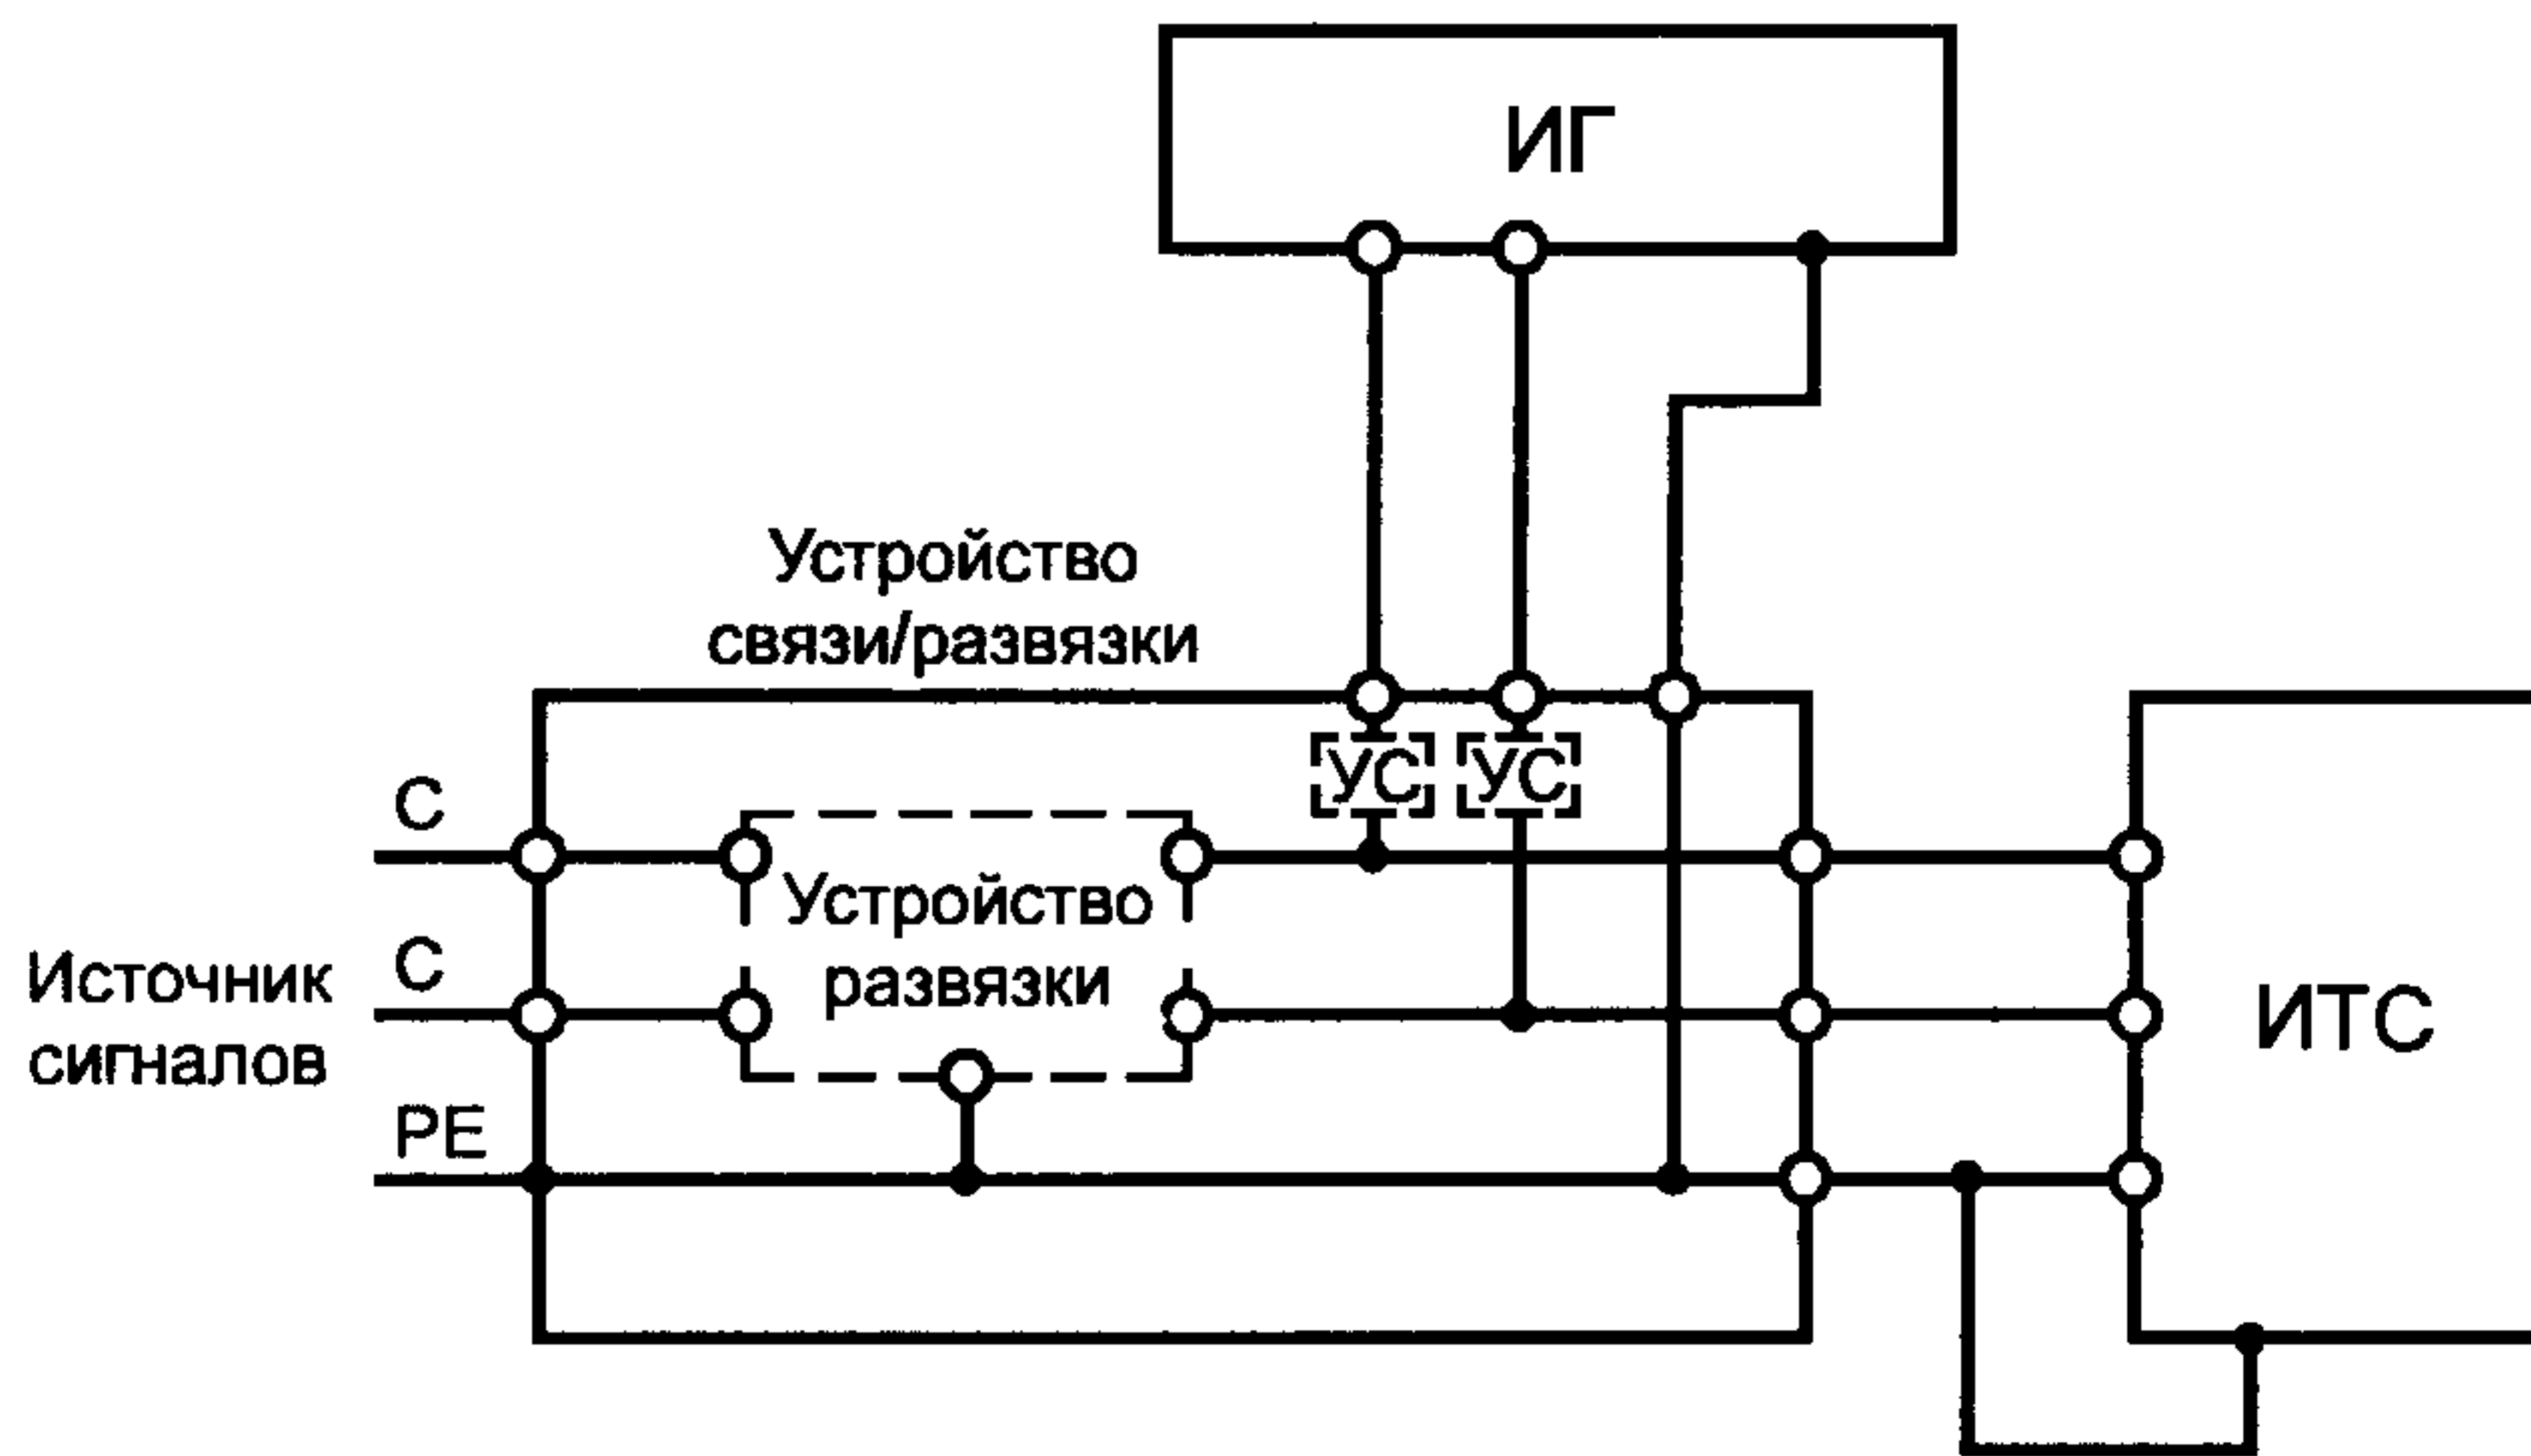 ИГ
Устройство
связи/развязки
УС УС
С
Устройство
развязки
С
Источник
сигналов
PE
ИТС